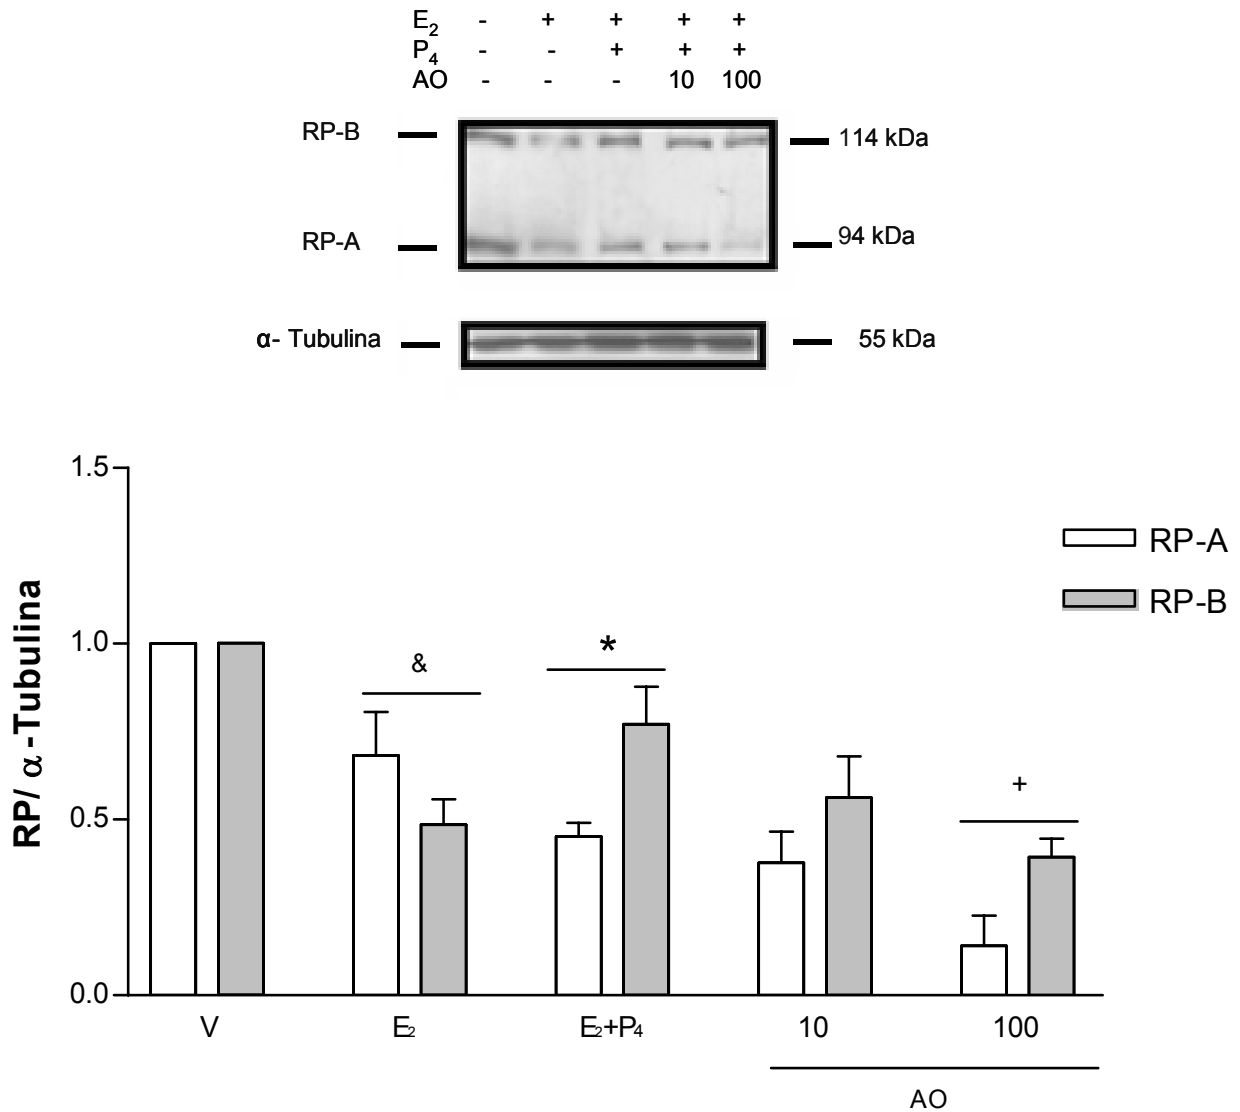 E2 - + + + +
P4 - - + + +
AO - - - 10 100
RP-B 114 kDa
RP-A 94 kDa
α- Tubulina 55 kDa
1.5
1.0
0.5
0.0
RP/ α -Tubulina
RP-A
RP-B
&
*
+
V E2 E2+P4 10 100
AO